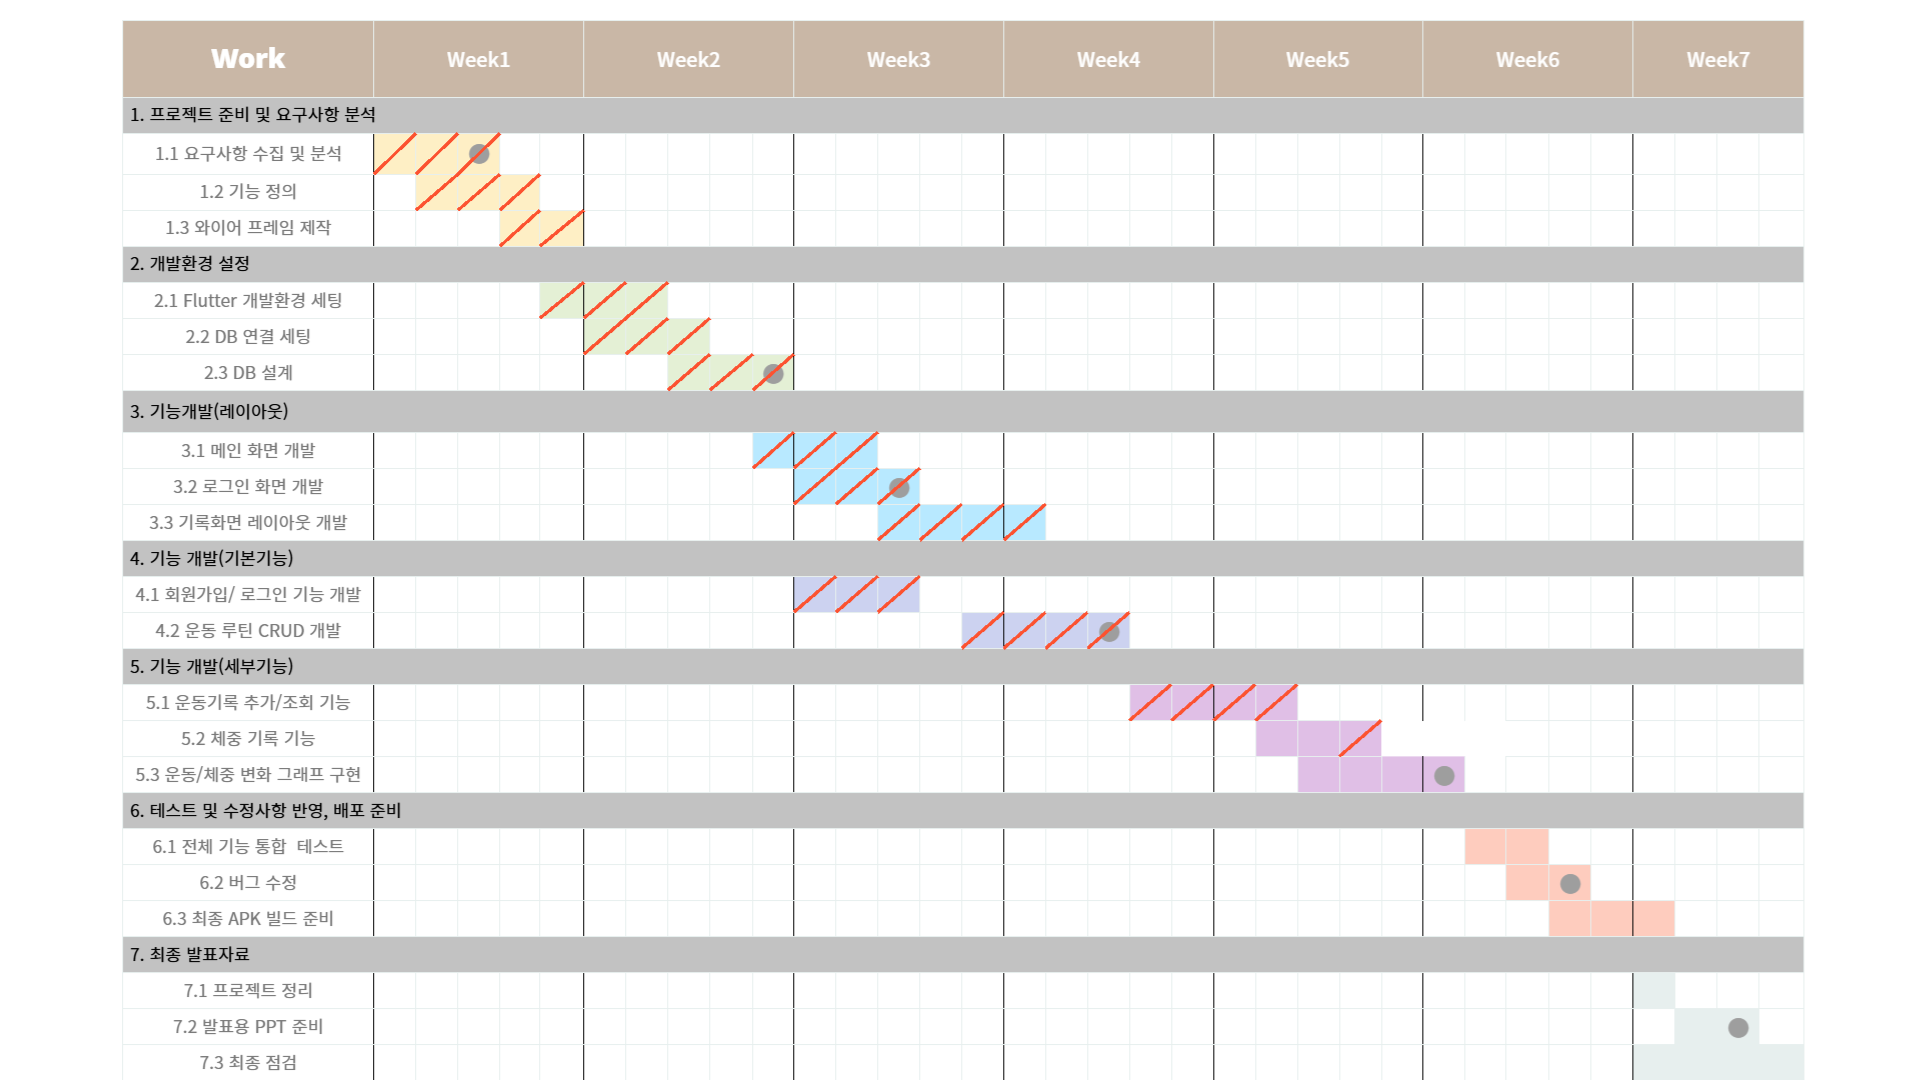 Work Week1 Week2 Week3 Week4 Week5 Week6 Week7
1. 프로젝트 준비 및 요구사항 분석
1.1 요구사항 수집 및 분석
1.2 기능 정의
1.3 와이어 프레임 제작
2. 개발환경 설정
2.1 Flutter 개발환경 세팅
2.2 DB 연결 세팅
2.3 DB 설계
3. 기능개발(레이아웃)
3.1 메인 화면 개발
3.2 로그인 화면 개발
3.3 기록화면 레이아웃 개발
4. 기능 개발(기본기능)
4.1 회원가입/ 로그인 기능 개발
4.2 운동 루틴 CRUD 개발
5. 기능 개발(세부기능)
5.1 운동기록 추가/조회 기능
5.2 체중 기록 기능
5.3 운동/체중 변화 그래프 구현
6. 테스트 및 수정사항 반영, 배포 준비
6.1 전체 기능 통합  테스트
6.2 버그 수정
6.3 최종 APK 빌드 준비
7. 최종 발표자료
7.1 프로젝트 정리
7.2 발표용 PPT 준비
7.3 최종 점검